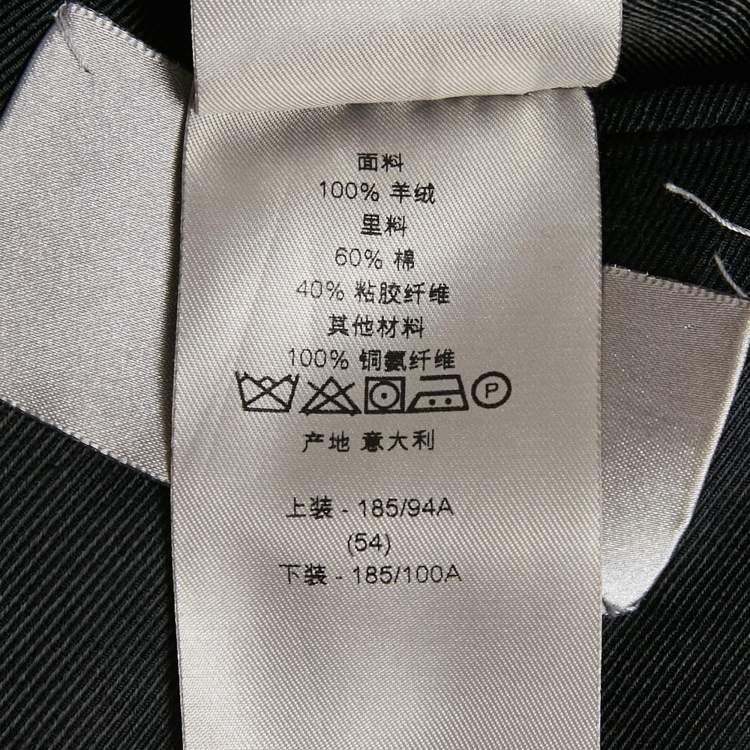 面料
100% 羊绒
里料
60% 棉
40% 粘胶纤维
其他材料
100% 铜氨纤维
P
产地 意大利
上装 - 185/94A
(54)
下装 - 185/100A